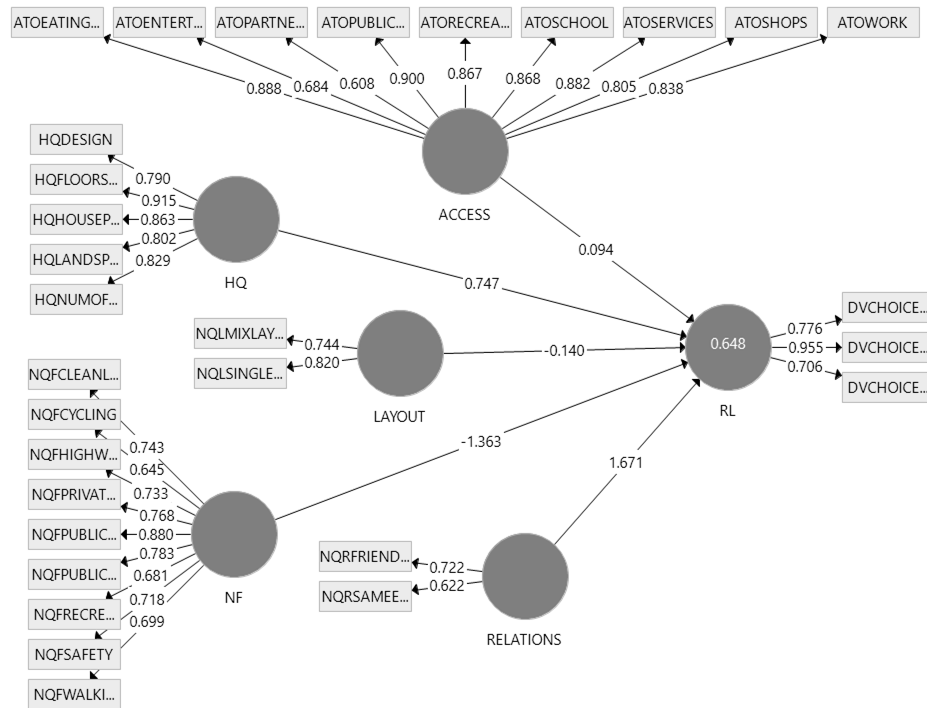 ATOEATING...
ATOENTERT...
ATOPARTNE...
ATOPUBLIC...
ATORECREA...
ATOSCHOOL
ATOSERVICES
ATOSHOPS
ATOWORK
0.888
0.684
0.608
0.900
0.867
0.868
0.882
0.805
0.838
ACCESS
HQDESIGN
HQFLOORS...
HQHOUSEP...
HQLANDSP...
HQNUMOF...
0.790
0.915
0.863
0.802
0.829
HQ
0.094
0.747
NQLMIXLAY...
NQLSINGLE...
0.744
0.820
LAYOUT
-0.140
0.648
RL
0.776
0.955
0.706
DVCHOICE...
DVCHOICE...
DVCHOICE...
NQFCLEANL...
NQFCYCLING
NQFHIGHW...
NQFPRIVAT...
NQFPUBLIC...
NQFPUBLIC...
NQFRECRE...
NQFSAFETY
NQFWALKI...
0.743
0.645
0.733
0.768
0.880
0.783
0.681
0.718
0.699
NF
-1.363
1.671
NQRFRIEND...
NQRSAMEE...
0.722
0.622
RELATIONS